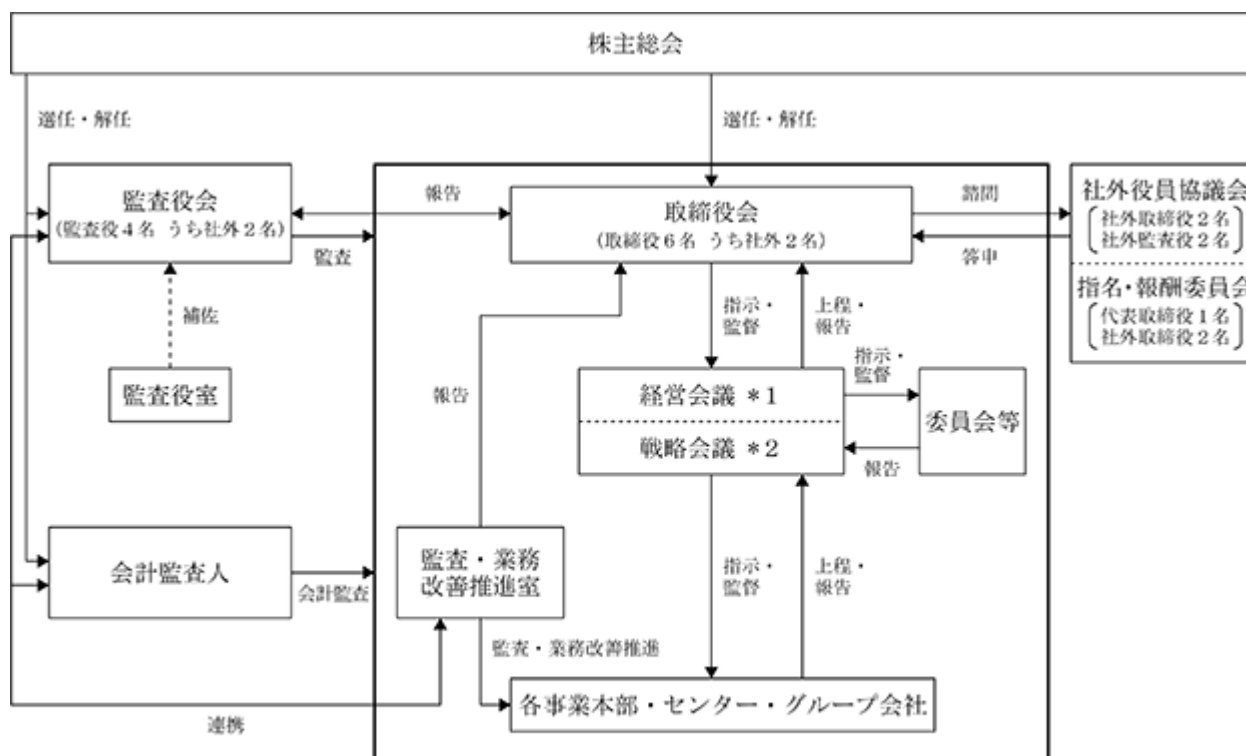 株主総会
選任・解任
選任・解任
監査役会
(監査役4名 うち社外2名)
報告
監査
取締役会
(取締役6名 うち社外2名)
諮問
答申
社外役員協議会
社外取締役2名
社外監査役2名
指名・報酬委員会
代表取締役1名
社外取締役2名
補佐
監査役室
指示・
監督
上程・
報告
報告
経営会議 *1
戦略会議 *2
指示・
監督
報告
委員会等
会計監査人
会計監査
監査・業務
改善推進室
指示・
監督
上程・
報告
監査・業務改善推進
各事業本部・センター・グループ会社
連携